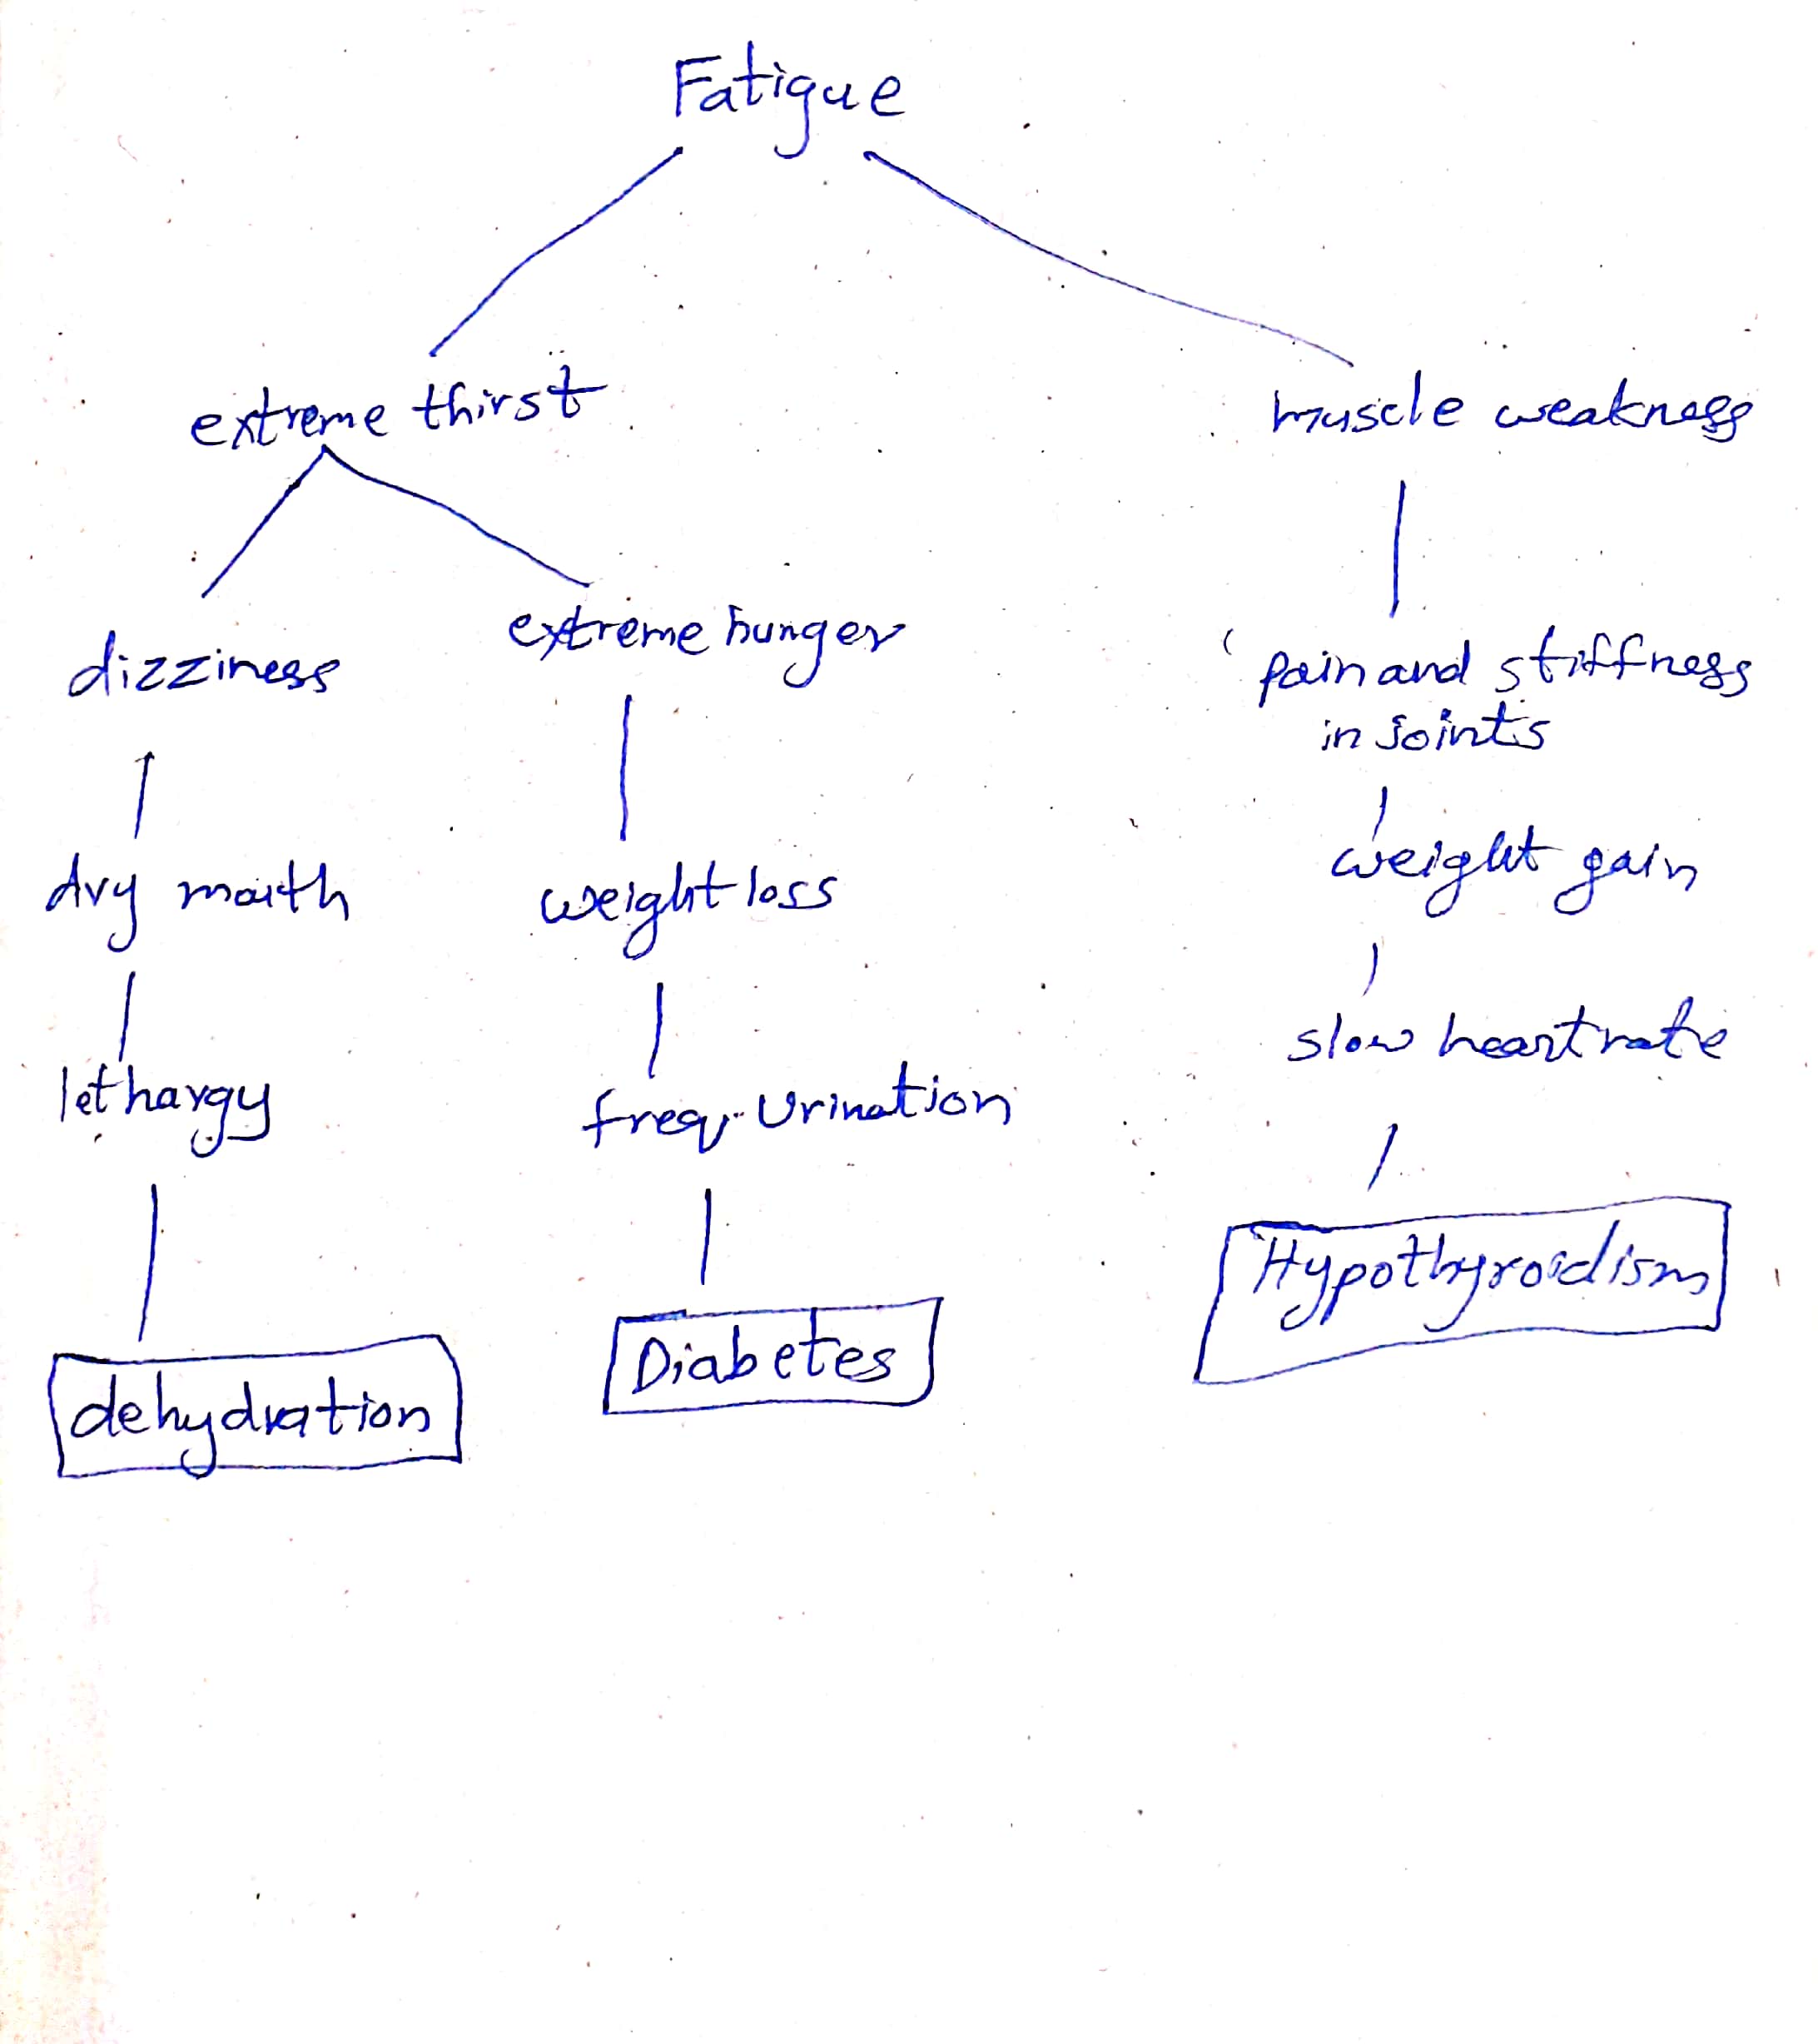 Fatigue
extreme thirst
muscle weakness
dizziness
extreme hunger
pain and stiffness
in joints
dry mouth
weight loss
weight gain
lethargy
freq. Urination
slow heart rate
dehydration
Diabetes
Hypothyroidism